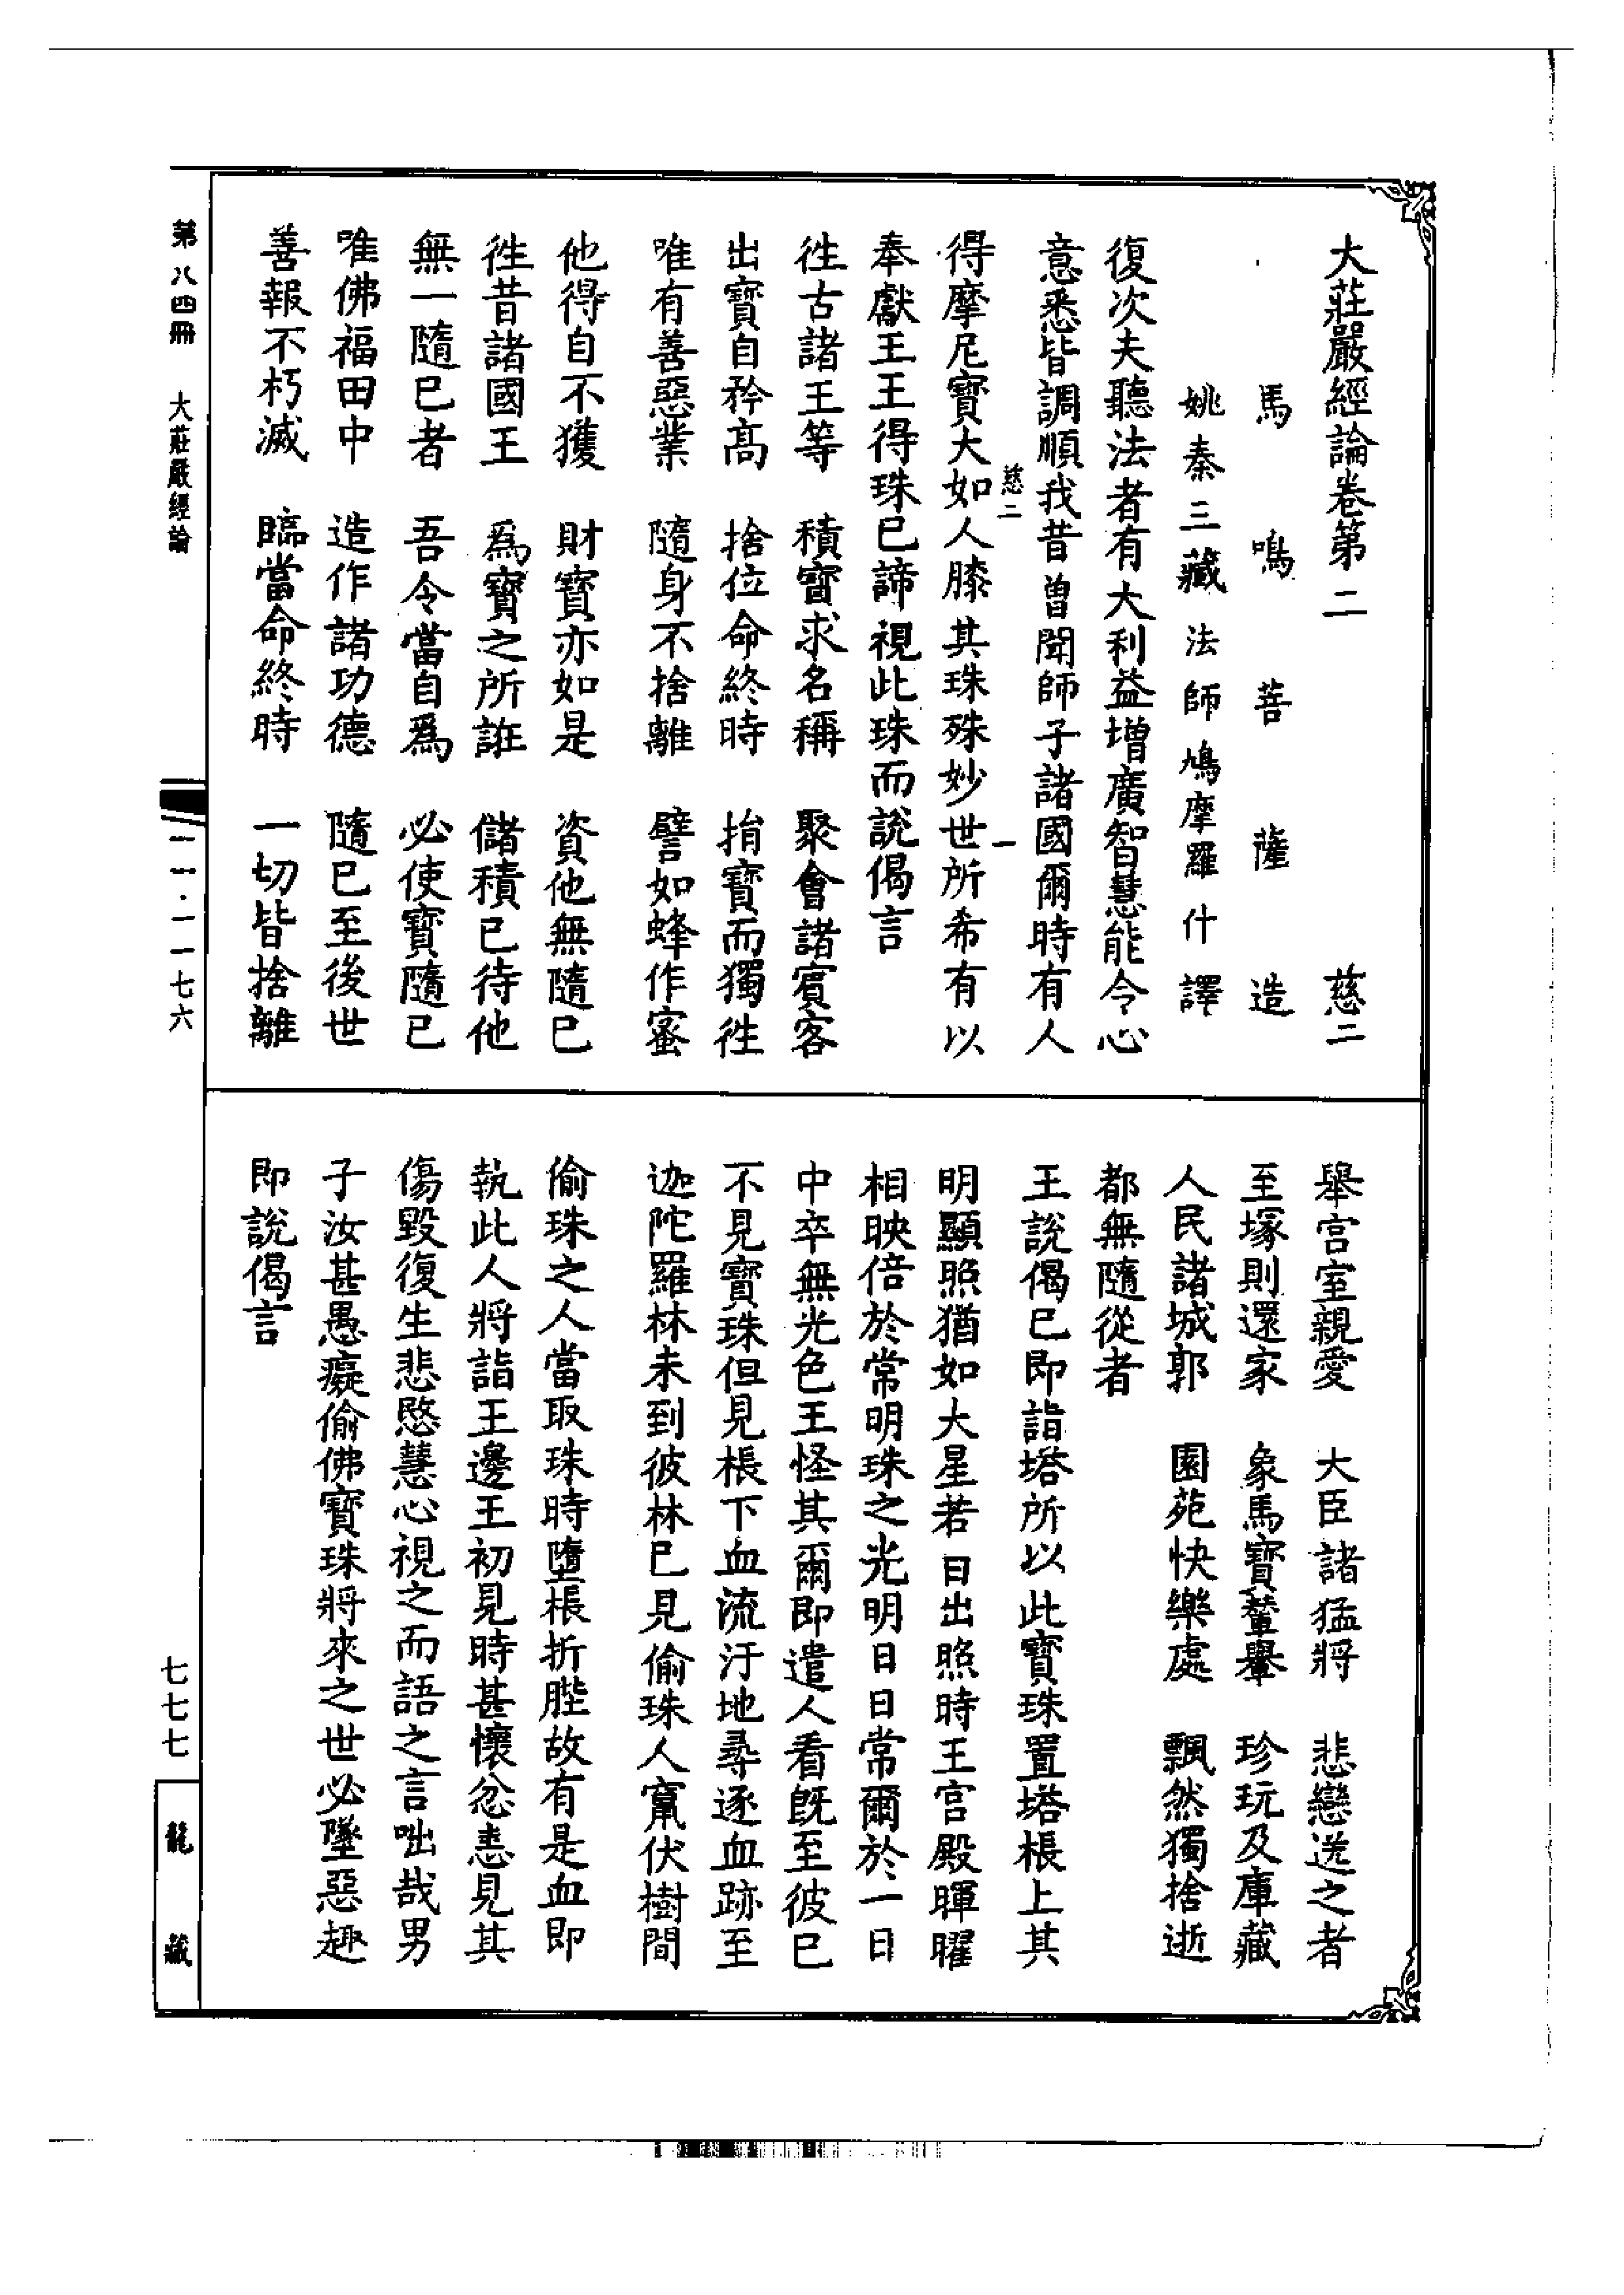 大莊嚴經論卷第二　慈二
馬鳴菩薩造
姚秦三藏法師鳩摩羅什譯
復次夫聽法者有大利益增廣智慧能令心
意悉皆調順我昔曾聞師子諸國爾時有人
慈二　一
得摩尼寶大如人膝其珠殊妙世所希有以
奉獻王王得珠已諦視此珠而說偈言
徃古諸王等　積寶求名稱　聚會諸賓客
出寶自矜高　捨位命終時　捐寶而獨徃
唯有善惡業　隨身不捨離　譬如蜂作蜜
他得自不獲　財寶亦如是　資他無隨已
徃昔諸國王　爲寶之所誑　儲積已待他
無一隨已者　吾令當自爲　必使寶隨已
唯佛福田中　造作諸功德　隨已至後世
善報不朽滅　臨當命終時　一切皆捨離
舉宫室親愛　大臣諸猛將　悲戀送之者
至塚則還家　象馬寶輦轝　珍玩及庫藏
人民諸城郭　園苑快樂處　飄然獨捨逝
都無隨從者
王說偈已即詣塔所以此寶珠置塔棖上其
明顯照猶如大星若日出照時王宫殿暉曜
相映倍於常明珠之光明日日常爾於一日
中卒無光色王怪其爾即遣人看旣至彼已
不見寶珠但見棖下血流汙地尋逐血跡至
迦陀羅林未到彼林已見偷珠人竄伏樹間
偷珠之人當取珠時墮棖折䏶故有是血即
執此人將詣王邊王初見時甚懷忿恚見其
傷毀復生悲愍慧心視之而語之言咄哉男
子汝甚愚癡偷佛寶珠將來之世必墜惡趣
即說偈言
第八四冊　大莊嚴經論　一一·一一七六　七七七　龍藏